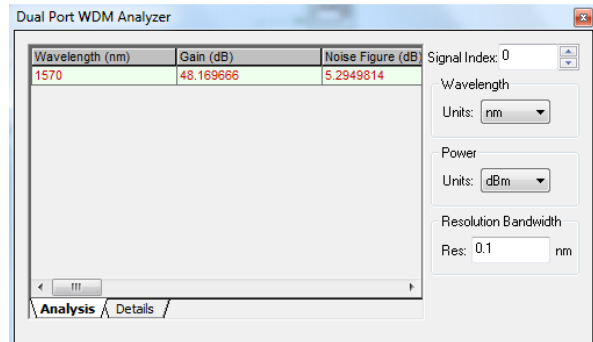 Dual Port WDM Analyzer
Wavelength (nm) Gain (dB) Noise Figure (dB)
1570 48.169666 5.2949814
Signal Index: 0
Wavelength
Units: nm
Power
Units: dBm
Resolution Bandwidth
Res: 0.1 nm
Analysis Details